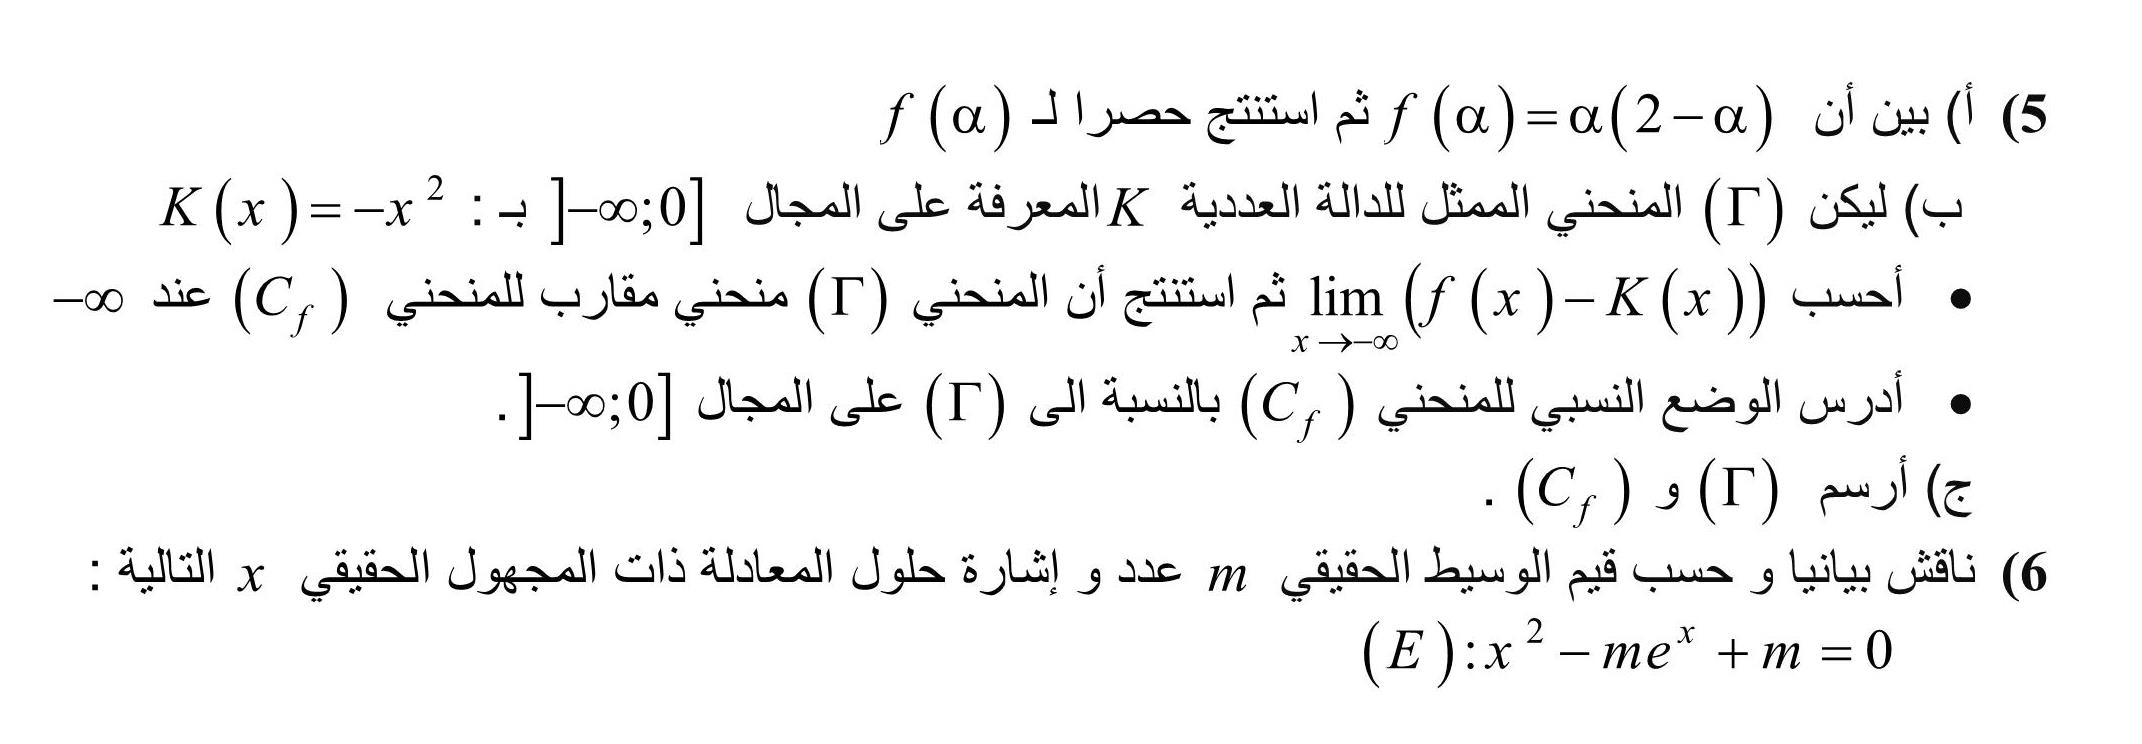 5) أ) بين أن f(α)=α(2−α) ثم استنتج حصرا لـ f(α)
ب) ليكن (Γ) المنحني الممثل للدالة العددية K المعرفة على المجال ]−∞;0] بـ : K(x)=−x²
• أحسب lim x→−∞ (f(x)−K(x)) ثم استنتج أن المنحني (Γ) منحني مقارب للمنحني (C_f) عند −∞
• أدرس الوضع النسبي للمنحني (C_f) بالنسبة الى (Γ) على المجال ]−∞;0] .
ج) أرسم (Γ) و (C_f) .
6) ناقش بيانيا و حسب قيم الوسيط الحقيقي m عدد و إشارة حلول المعادلة ذات المجهول الحقيقي x التالية :
(E):x²−me^x+m=0